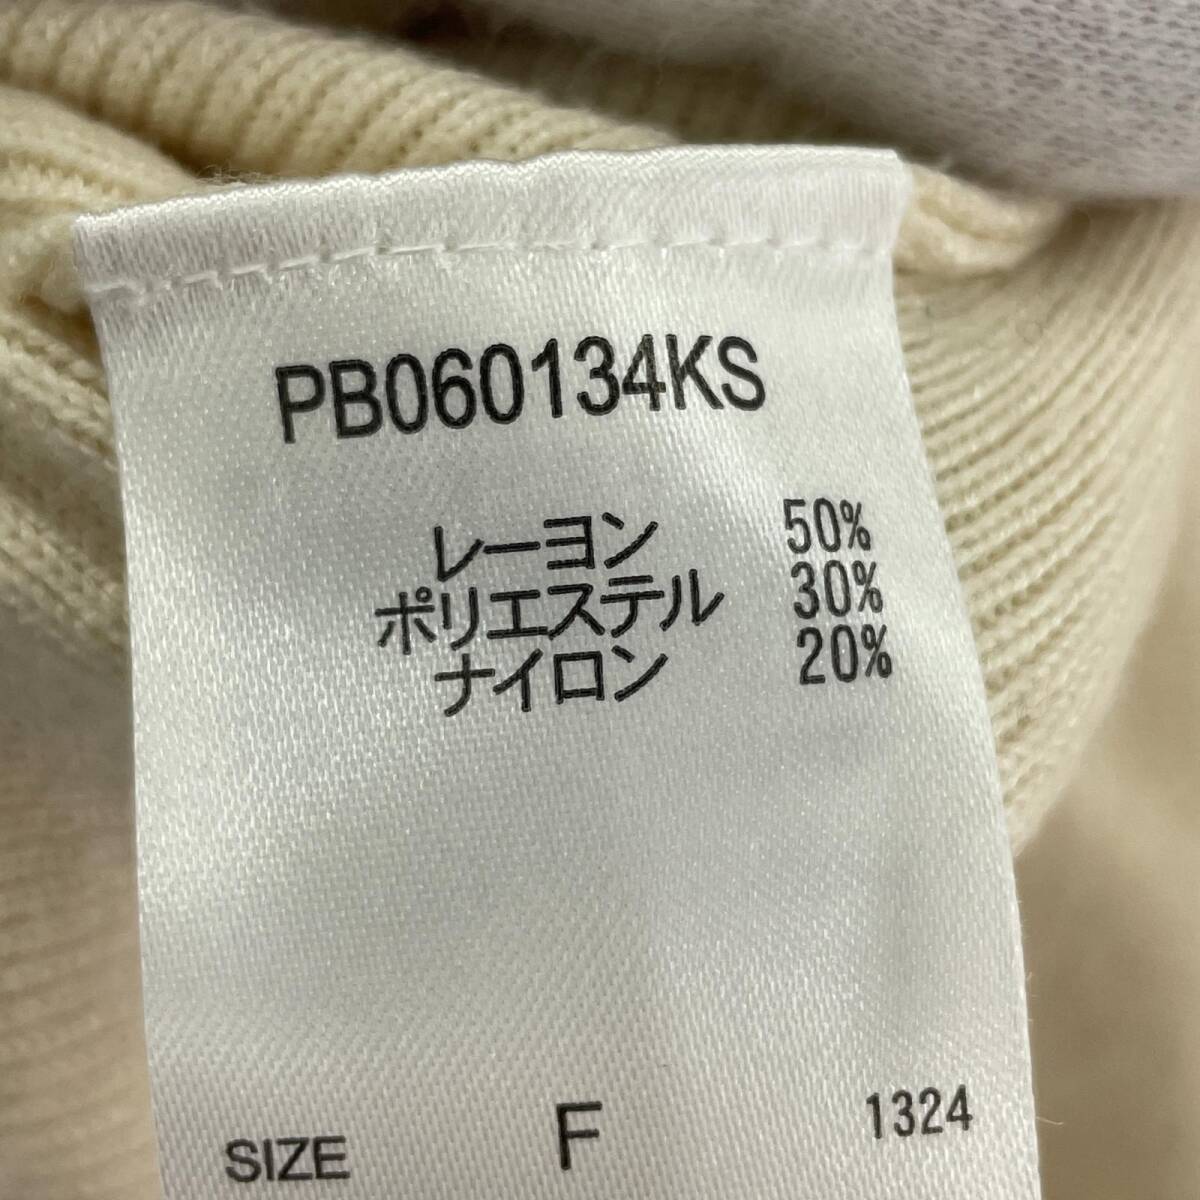 PB060134KS
レーヨン 50%
ポリエステル 30%
ナイロン 20%
SIZE F 1324